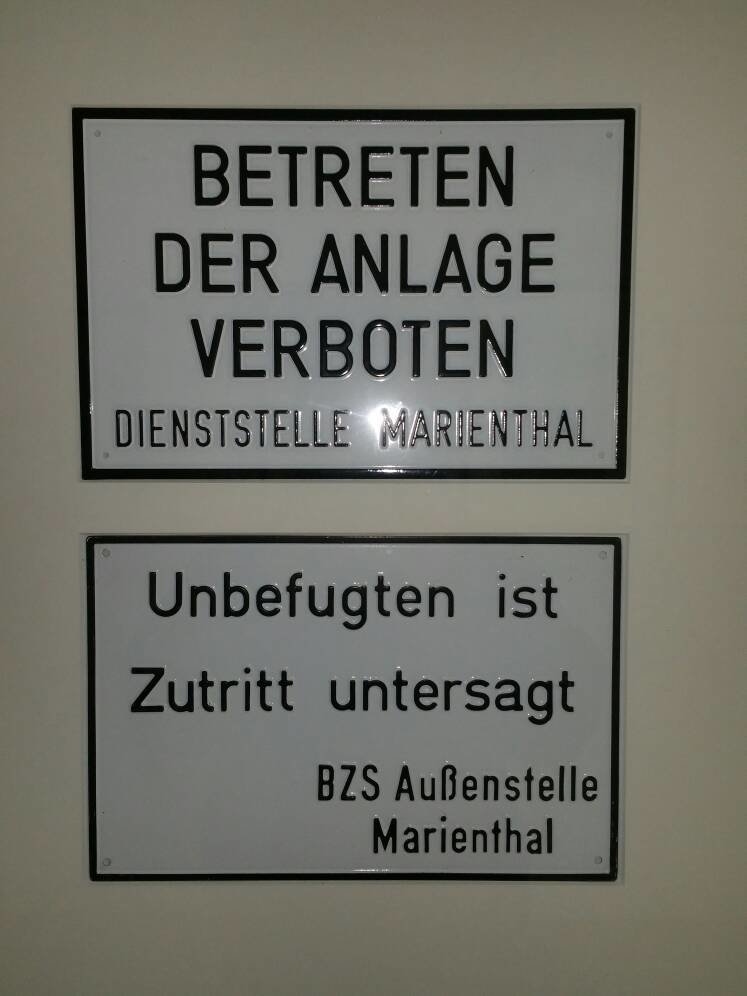 BETRETEN
DER ANLAGE
VERBOTEN
DIENSTSTELLE MARIENTHAL
Unbefugten ist
Zutritt untersagt
BZS Außenstelle
Marienthal